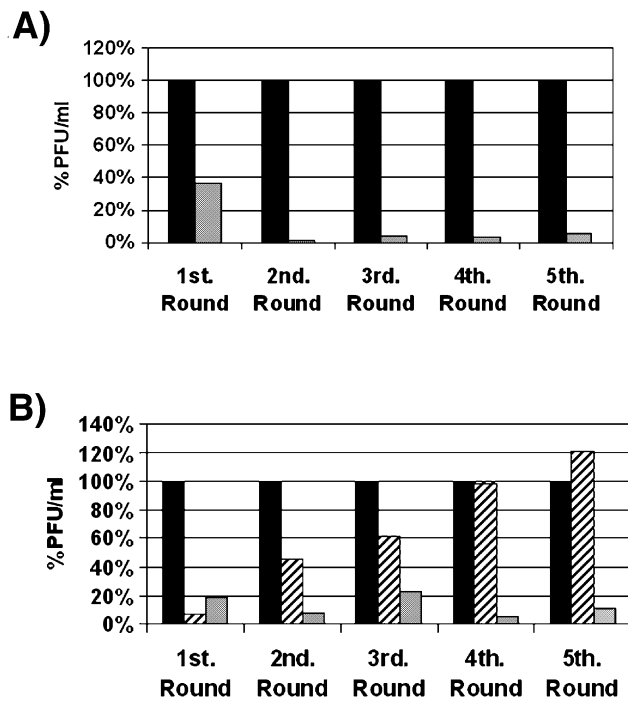 A)
120%
100%
80%
60%
40%
20%
0%
%PFU/ml
1st. 2nd. 3rd. 4th. 5th.
Round Round Round Round Round
B)
140%
120%
100%
80%
60%
40%
20%
0%
%PFU/ml
1st. 2nd. 3rd. 4th. 5th.
Round Round Round Round Round